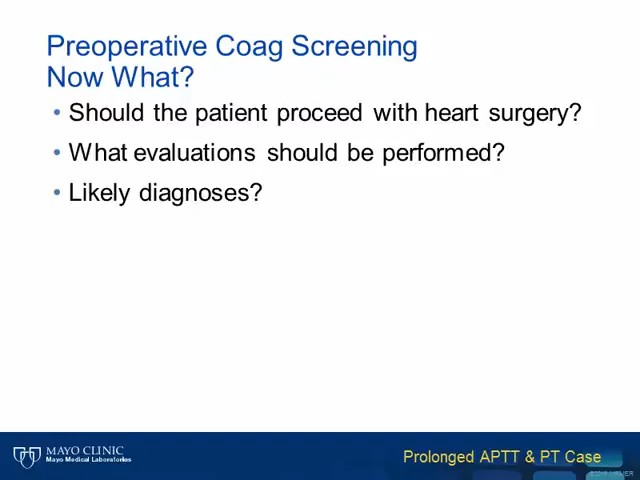 Preoperative Coag Screening
Now What?
• Should the patient proceed with heart surgery?
• What evaluations should be performed?
• Likely diagnoses?
MAYO CLINIC
Mayo Medical Laboratories
Prolonged APTT & PT Case